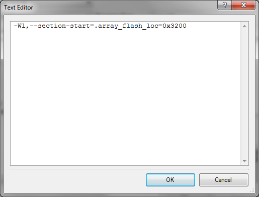 Text Editor
-Wl,--section-start=.array_flash_loc=0x3200
OK
Cancel